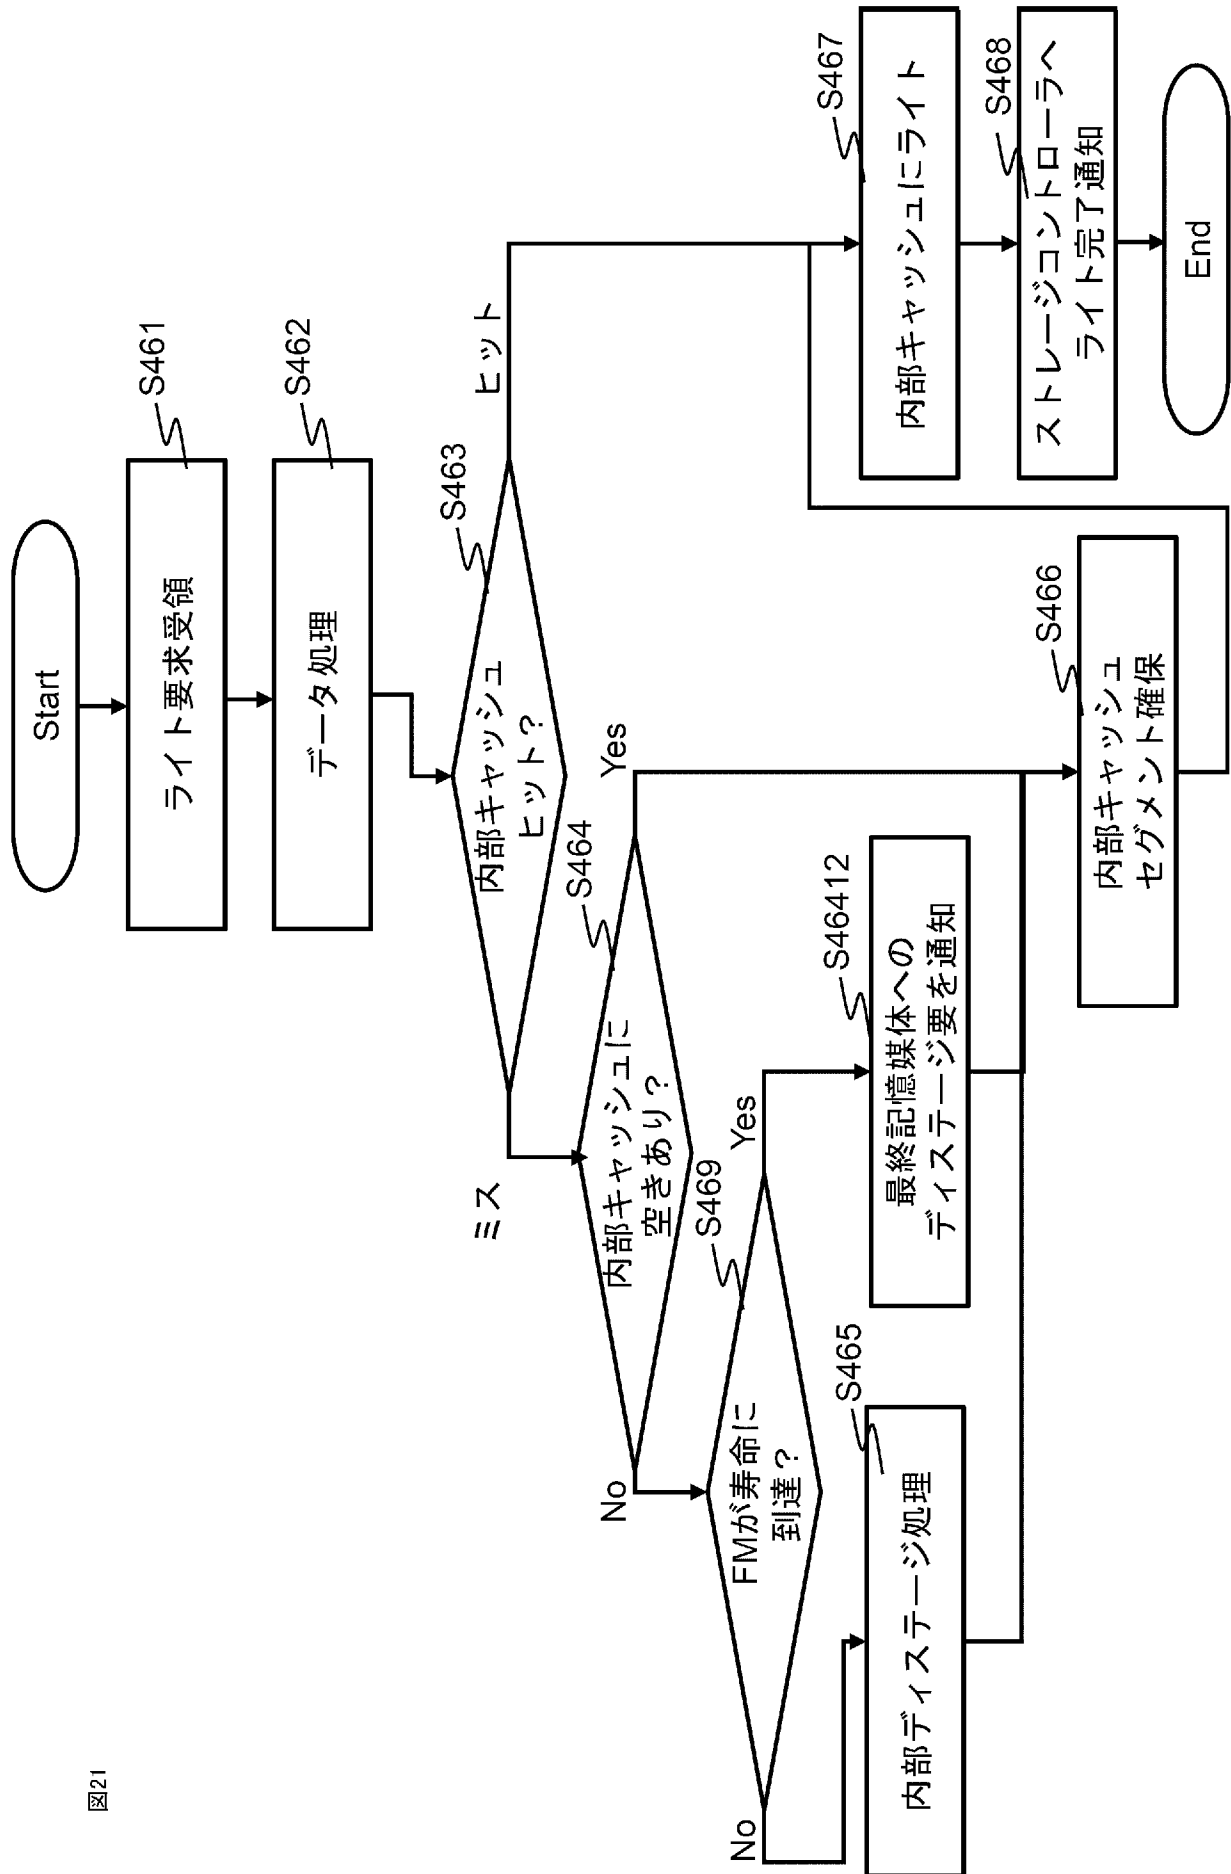 図21
Start
ライト要求受領
S461
データ処理
S462
内部キャッシュ
ヒット？
S463
ヒット
ミス
内部キャッシュに
空きあり？
S464
Yes
No
FMが寿命に
到達？
S469
Yes
No
内部ディステージ処理
S465
最終記憶媒体への
ディステージ要を通知
S46412
内部キャッシュ
セグメント確保
S466
内部キャッシュにライト
S467
ストレージコントローラへ
ライト完了通知
S468
End